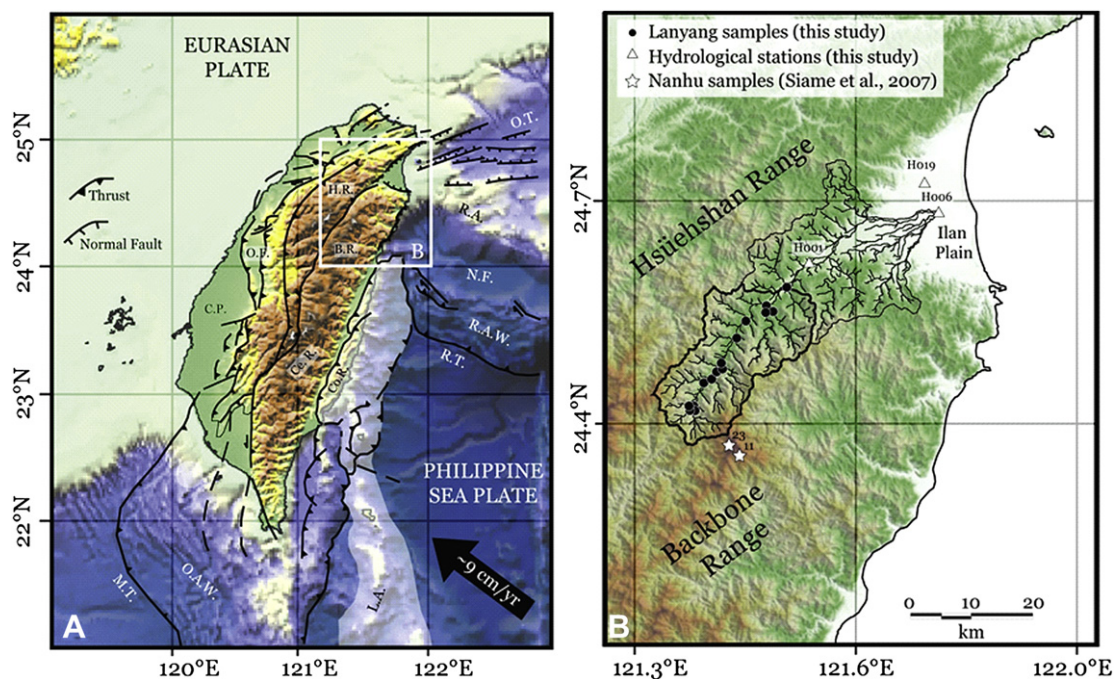 EURASIAN
PLATE
25°N
24°N
23°N
22°N
120°E
121°E
122°E
Thrust
Normal Fault
O.T.
R.A.
H.R.
B.R.
O.F.
C.P.
B
N.F.
R.A.W.
R.T.
Ce. R.
Co.R.
PHILIPPINE
SEA PLATE
~9 cm/yr
L.A.
O.A.W.
M.T.
A
Lanyang samples (this study)
Hydrological stations (this study)
Nanhu samples (Siame et al., 2007)
24.7°N
24.4°N
Hsüehshan Range
H019
H006
H001
Ilan
Plain
23
11
Backbone
Range
0 10 20
km
B
121.3°E
121.6°E
122.0°E